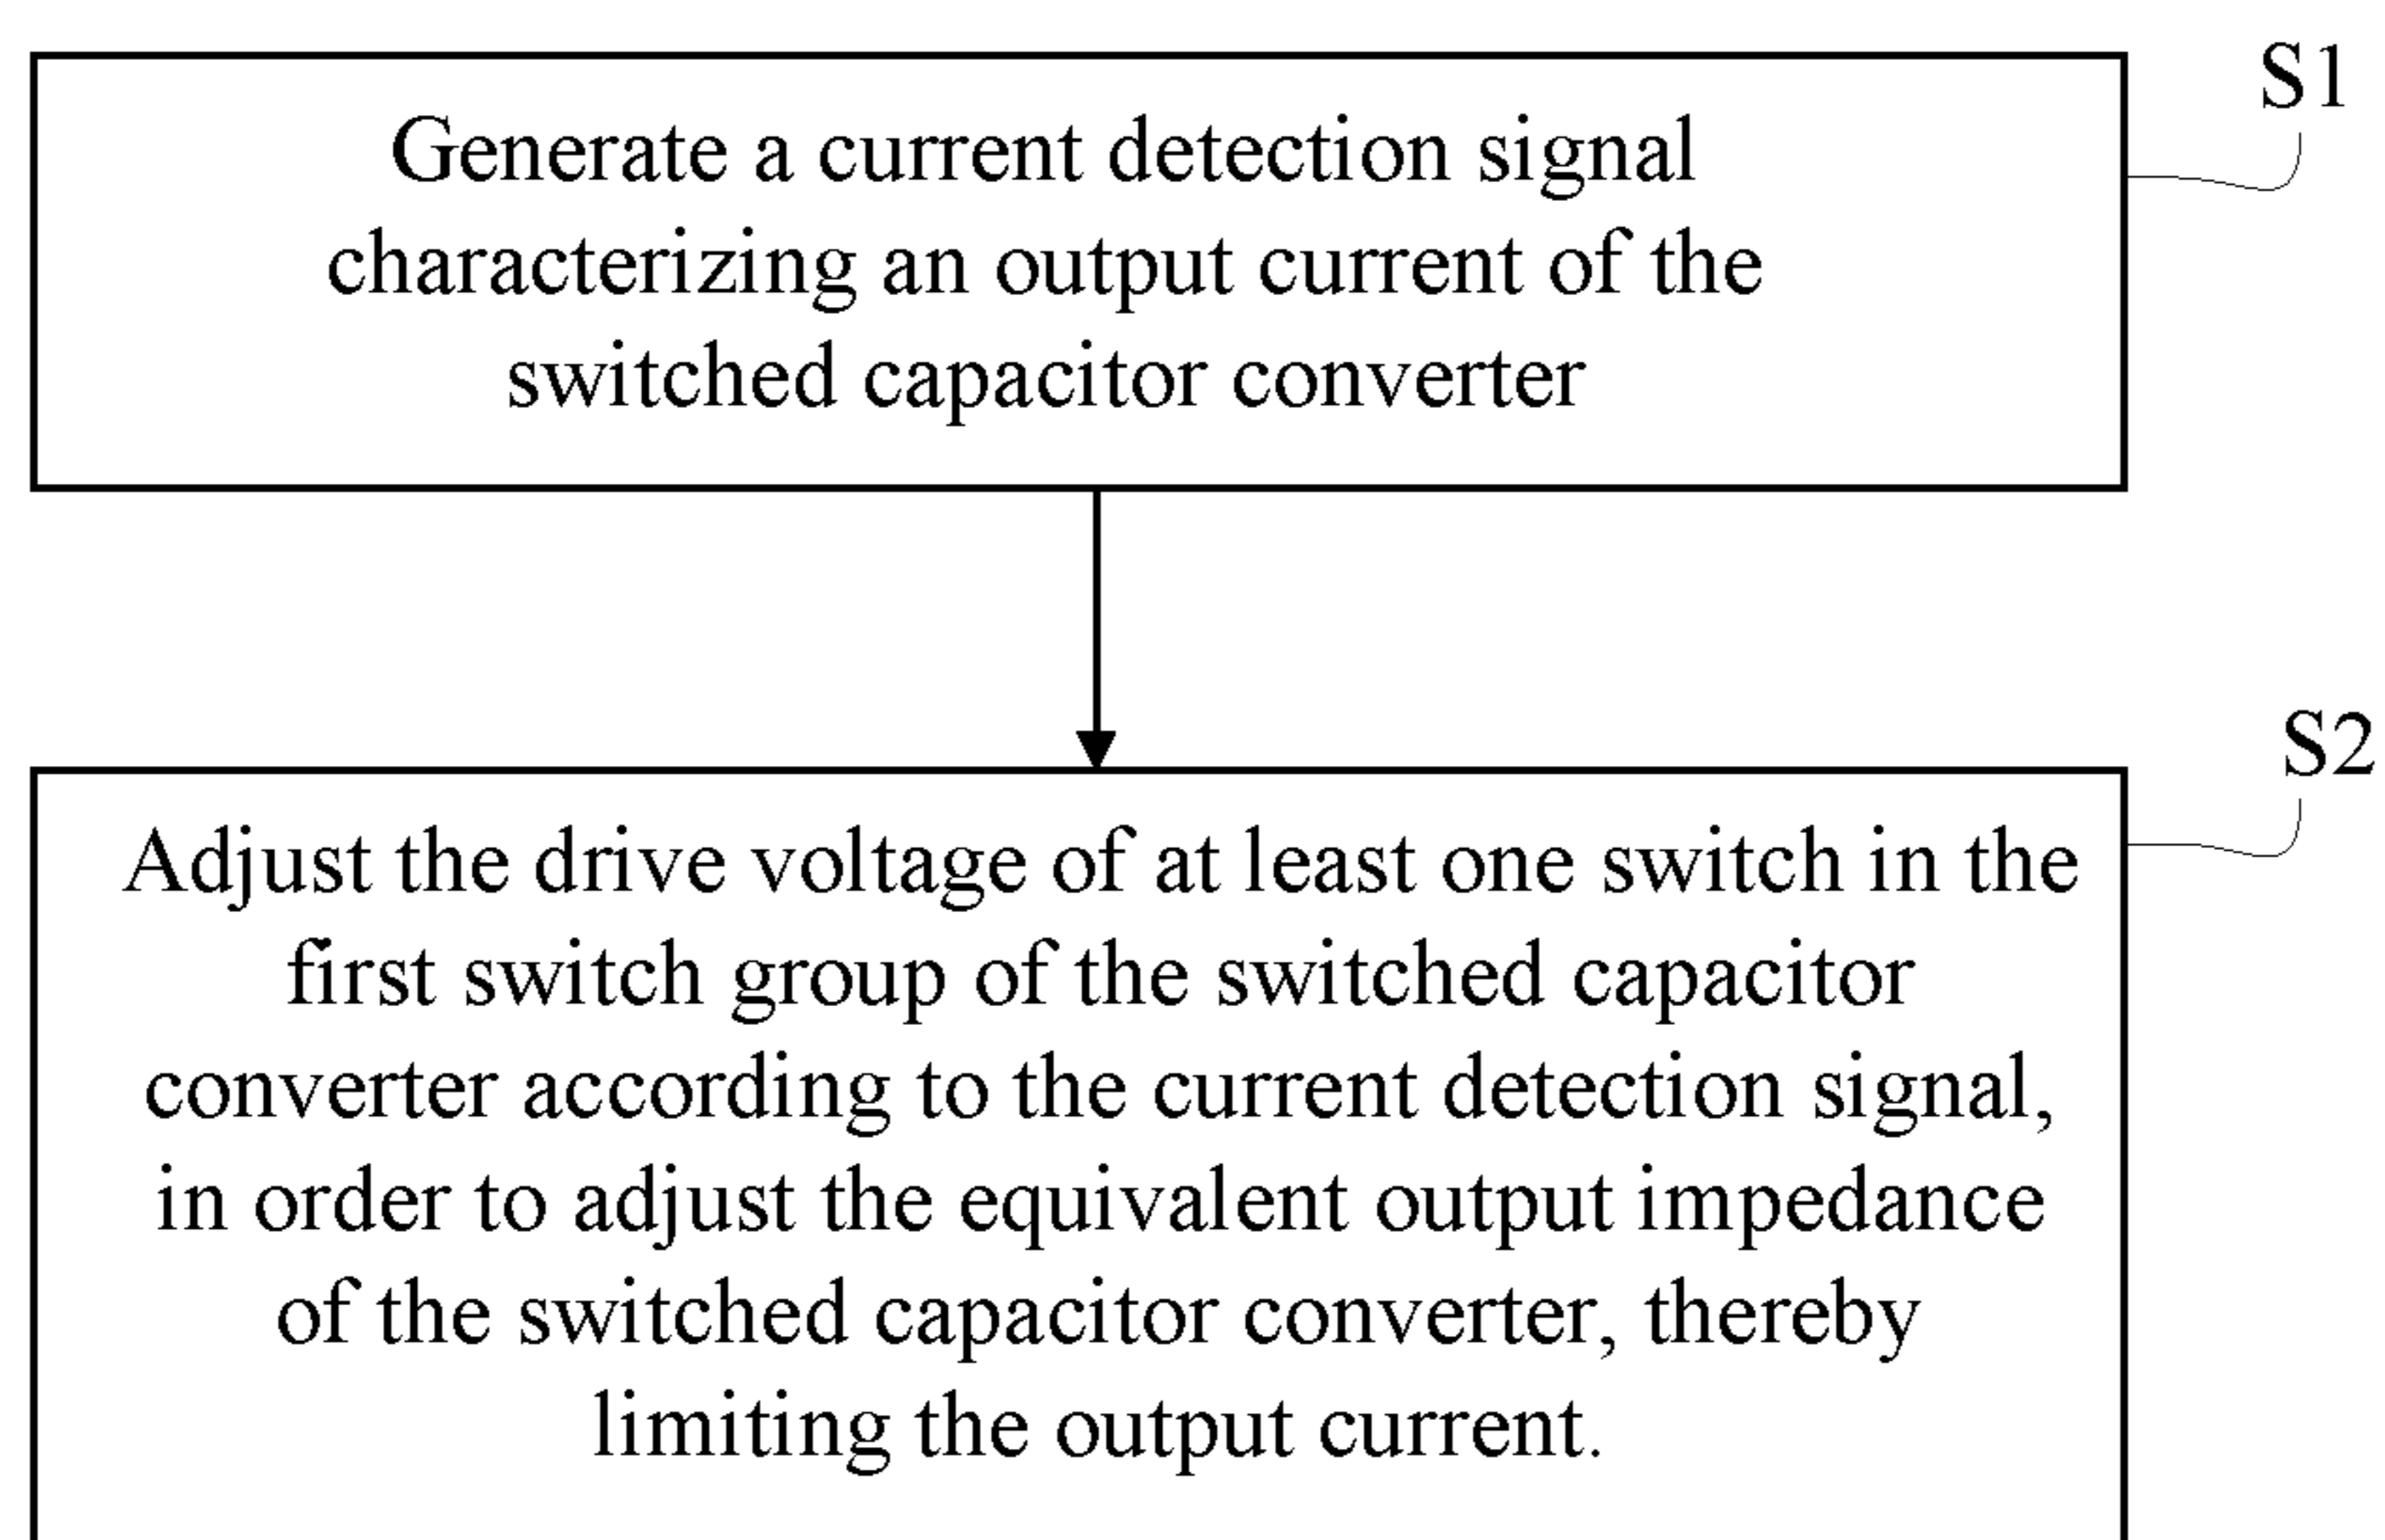 S1
Generate a current detection signal
characterizing an output current of the
switched capacitor converter
S2
Adjust the drive voltage of at least one switch in the
first switch group of the switched capacitor
converter according to the current detection signal,
in order to adjust the equivalent output impedance
of the switched capacitor converter, thereby
limiting the output current.